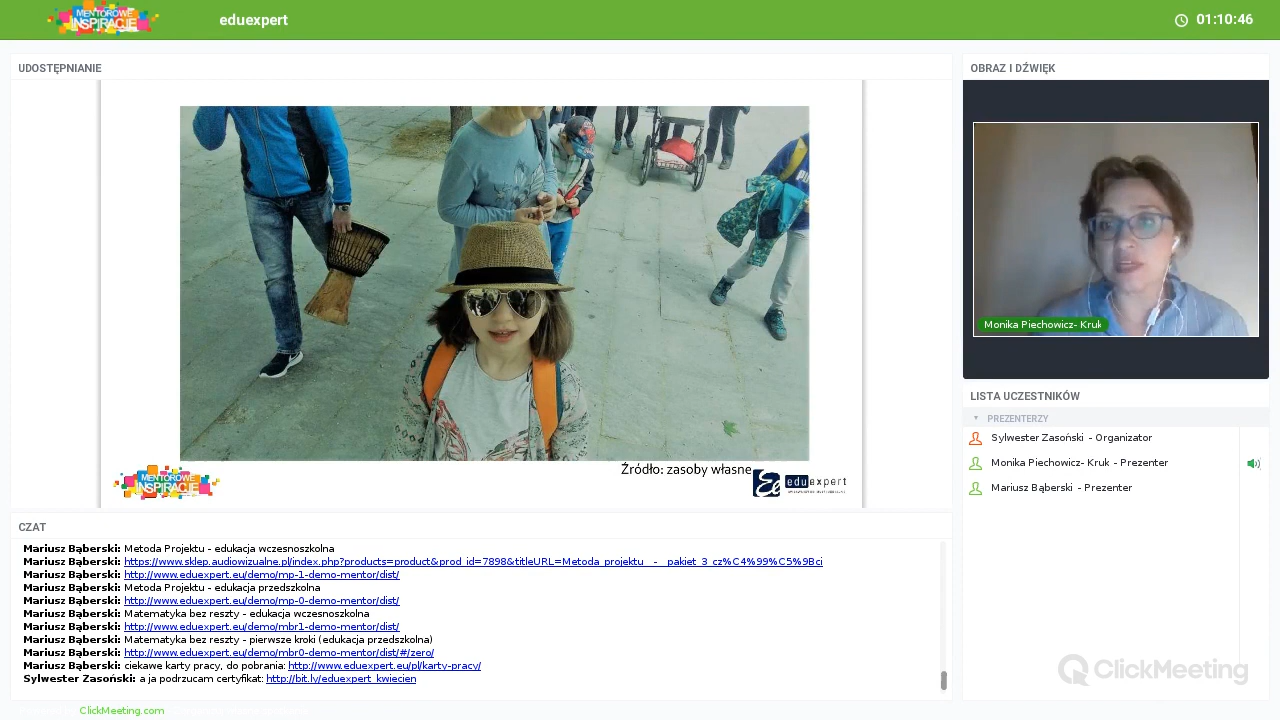 MENTOROWE
INSPIRACJE
eduexpert
01:10:46
UDOSTĘPNIANIE
Źródło: zasoby własne
MENTOROWE
INSPIRACJE
eduexpert
CZAT
Mariusz Bąberski: Metoda Projektu - edukacja wczesnoszkolna
Mariusz Bąberski: https://www.sklep.audiowizualne.pl/index.php?products=product&prod_id=7898&titleURL=Metoda_projektu_-_pakiet_3_cz%C4%99%C5%9Bci
Mariusz Bąberski: http://www.eduexpert.eu/demo/mp-1-demo-mentor/dist/
Mariusz Bąberski: Metoda Projektu - edukacja przedszkolna
Mariusz Bąberski: http://www.eduexpert.eu/demo/mp-0-demo-mentor/dist/
Mariusz Bąberski: Matematyka bez reszty - edukacja wczesnoszkolna
Mariusz Bąberski: http://www.eduexpert.eu/demo/mbr1-demo-mentor/dist/
Mariusz Bąberski: Matematyka bez reszty - pierwsze kroki (edukacja przedszkolna)
Mariusz Bąberski: http://www.eduexpert.eu/demo/mbr0-demo-mentor/dist/#/zero/
Mariusz Bąberski: ciekawe karty pracy, do pobrania: http://www.eduexpert.eu/pl/karty-pracy/
Sylwester Zasoński: a ja podrzucam certyfikat: http://bit.ly/eduexpert_kwiecien
ClickMeeting.com
OBRAZ I DŹWIĘK
Monika Piechowicz- Kruk
LISTA UCZESTNIKÓW
PREZENTERZY
Sylwester Zasoński - Organizator
Monika Piechowicz- Kruk - Prezenter
Mariusz Bąberski - Prezenter
ClickMeeting